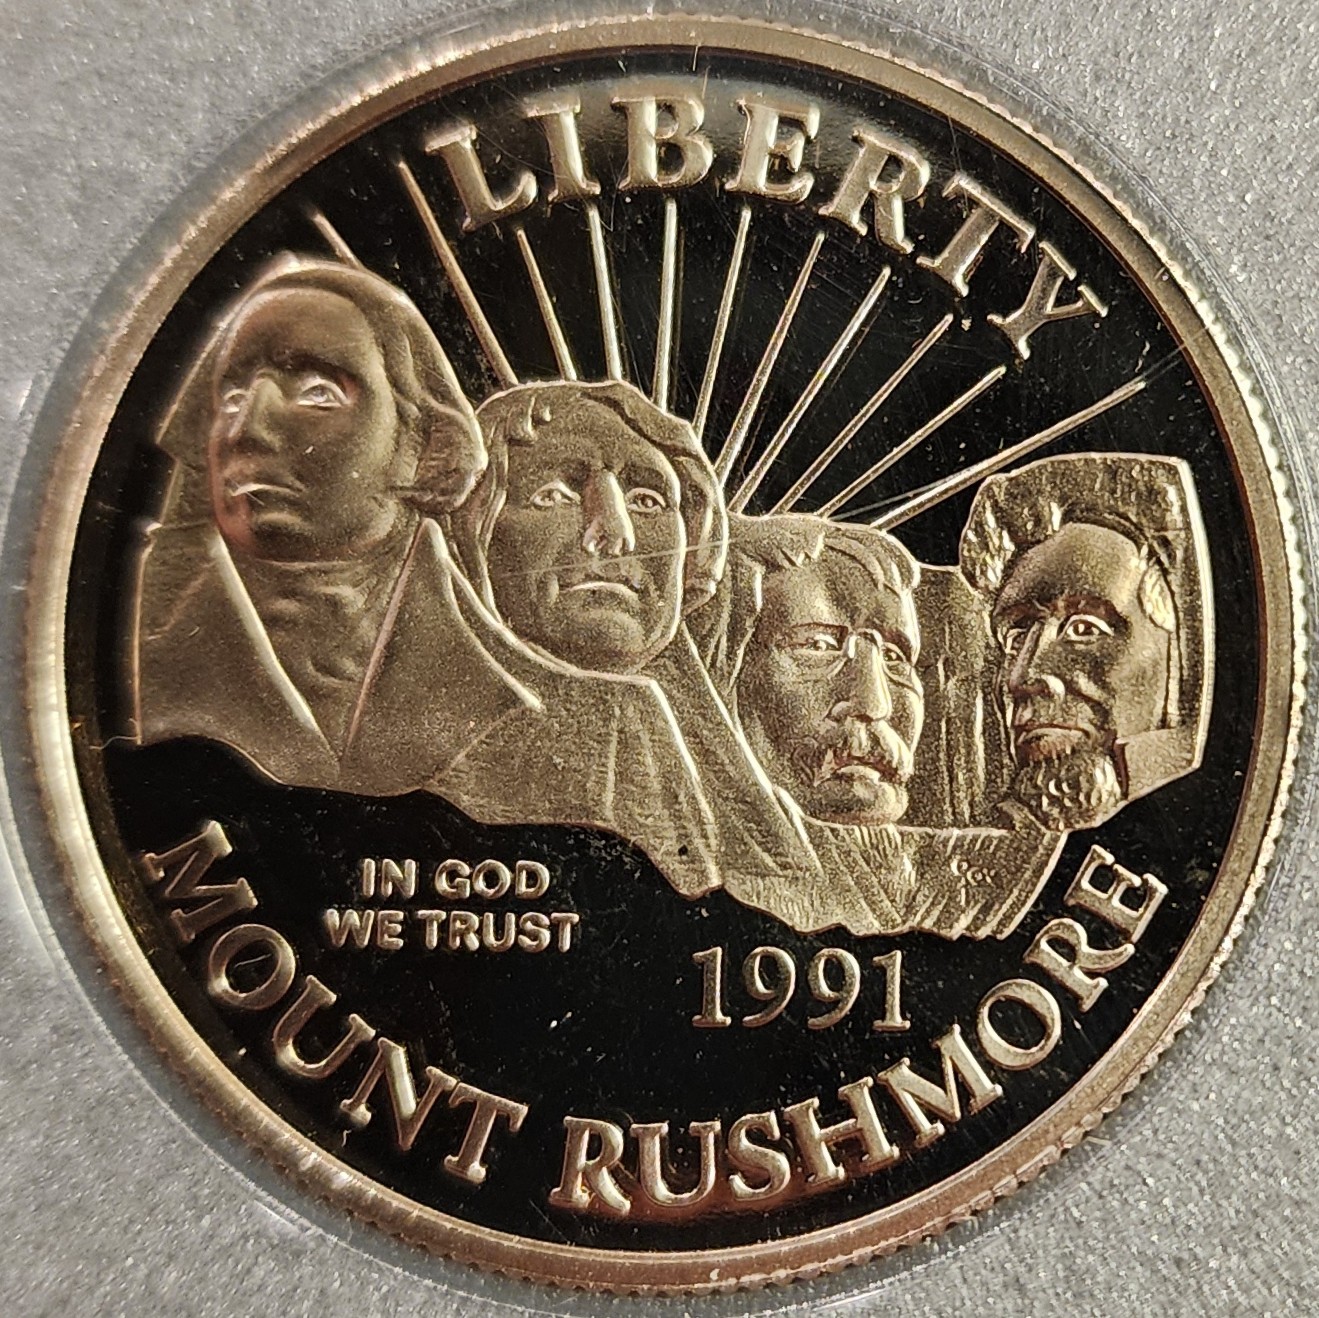 LIBERTY
IN GOD
WE TRUST
1991
MOUNT RUSHMORE